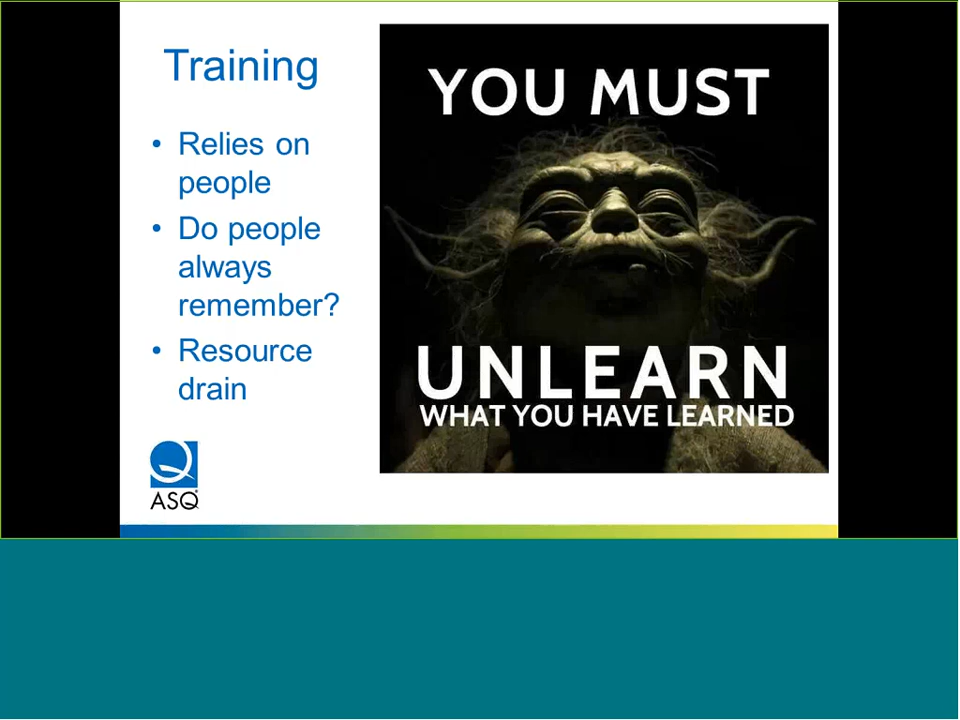 Training
• Relies on
people
• Do people
always
remember?
• Resource
drain
ASQ
YOU MUST
UNLEARN
WHAT YOU HAVE LEARNED